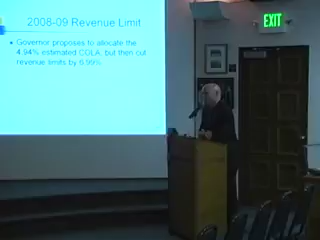 2008-09 Revenue Limit
Governor proposes to allocate the
4.94% estimated COLA, but then cut
revenue limits by 6.99%.
EXIT